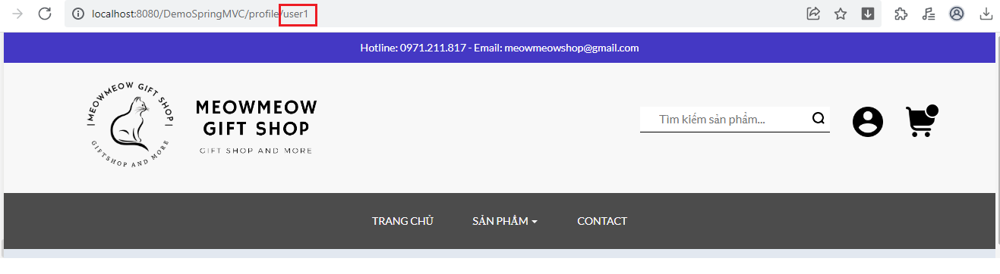 localhost:8080/DemoSpringMVC/profile/user1
Hotline: 0971.211.817 - Email: meowmeowshop@gmail.com
MEOWMEOW GIFT SHOP
GIFTSHOP AND MORE
MEOWMEOW
GIFT SHOP
GIFT SHOP AND MORE
Tìm kiếm sản phẩm...
TRANG CHỦ SẢN PHẨM CONTACT